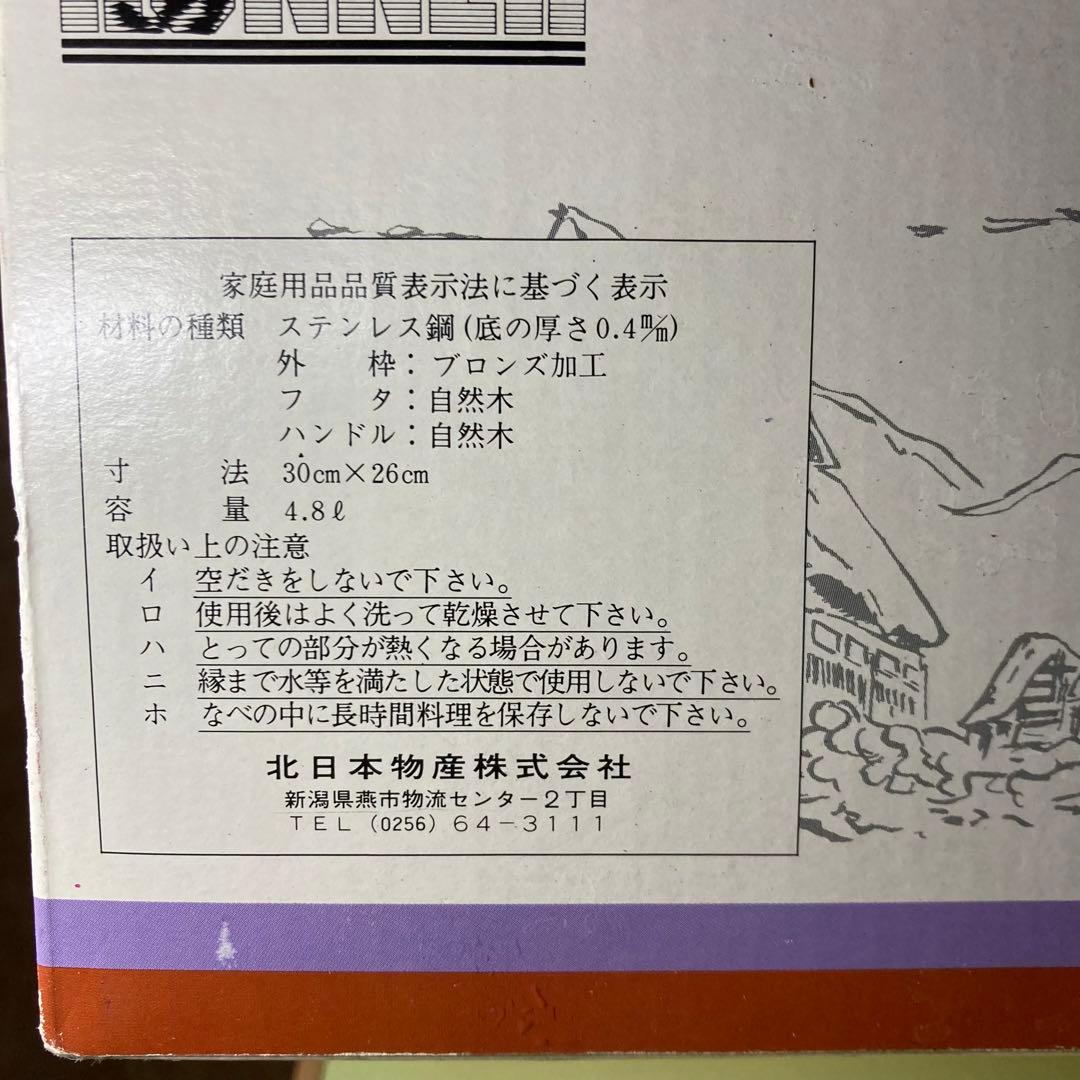 家庭用品品質表示法に基づく表示
材料の種類 ステンレス鋼(底の厚さ0.4m/m)
外 枠：ブロンズ加工
フ タ：自然木
ハンドル：自然木
寸 法 30cm×26cm
容 量 4.8ℓ
取扱い上の注意
イ 空だきをしないで下さい。
ロ 使用後はよく洗って乾燥させて下さい。
ハ とっての部分が熱くなる場合があります。
ニ 縁まで水等を満たした状態で使用しないで下さい。
ホ なべの中に長時間料理を保存しないで下さい。
北日本物産株式会社
新潟県燕市物流センター2丁目
TEL (0256) 64-3111